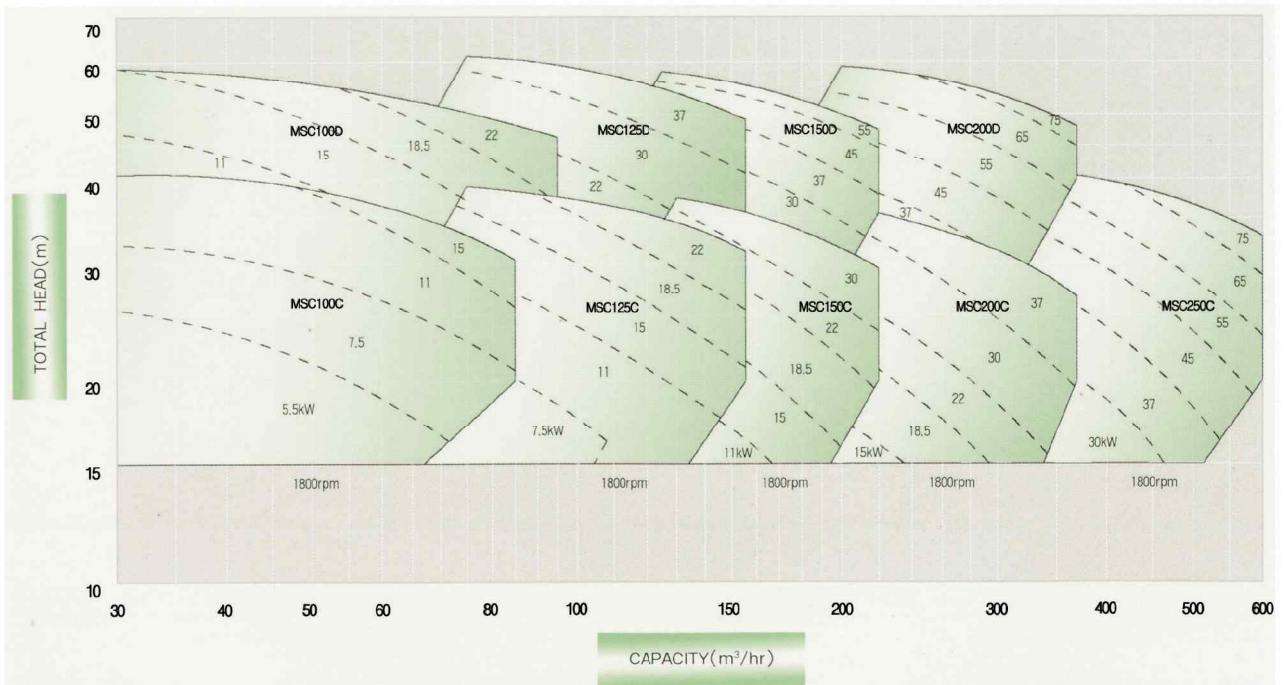 70
60
50
40
30
20
15
10
TOTAL HEAD(m)
MSC100D
11
15
18.5
22
MSC125D
37
30
22
MSC150D
55
45
37
30
MSC200D
75
65
55
45
37
MSC100C
15
11
7.5
5.5kW
MSC125C
22
18.5
15
11
7.5kW
MSC150C
30
22
18.5
15
11kW
MSC200C
37
30
22
18.5
15kW
MSC250C
75
65
55
45
37
30kW
1800rpm 1800rpm 1800rpm 1800rpm 1800rpm
30 40 50 60 80 100 150 200 300 400 500 600
CAPACITY(m³/hr)